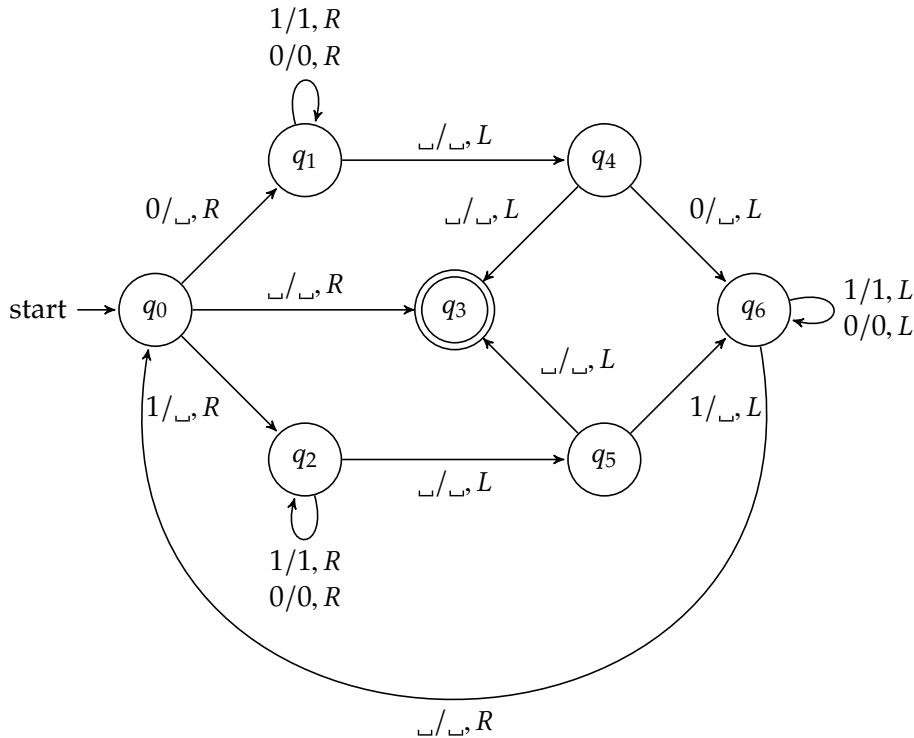 1/1, R
0/0, R
q1
␣/␣, L
q4
0/␣, R
␣/␣, L
0/␣, L
start
q0
␣/␣, R
q3
q6
1/1, L
0/0, L
1/␣, R
␣/␣, L
1/␣, L
q2
␣/␣, L
q5
1/1, R
0/0, R
␣/␣, R